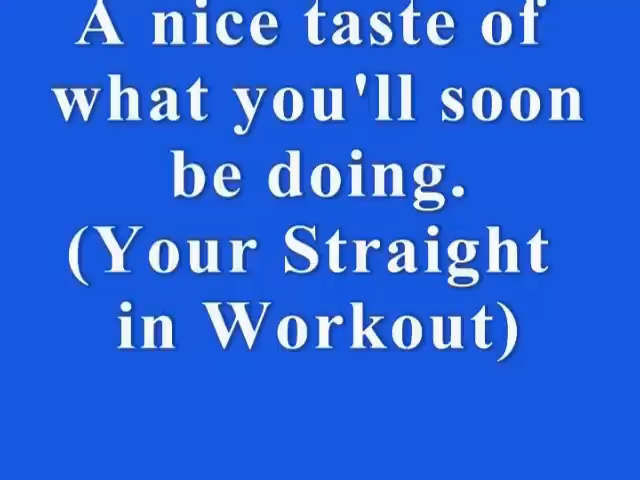 A nice taste of
what you'll soon
be doing.
(Your Straight
in Workout)